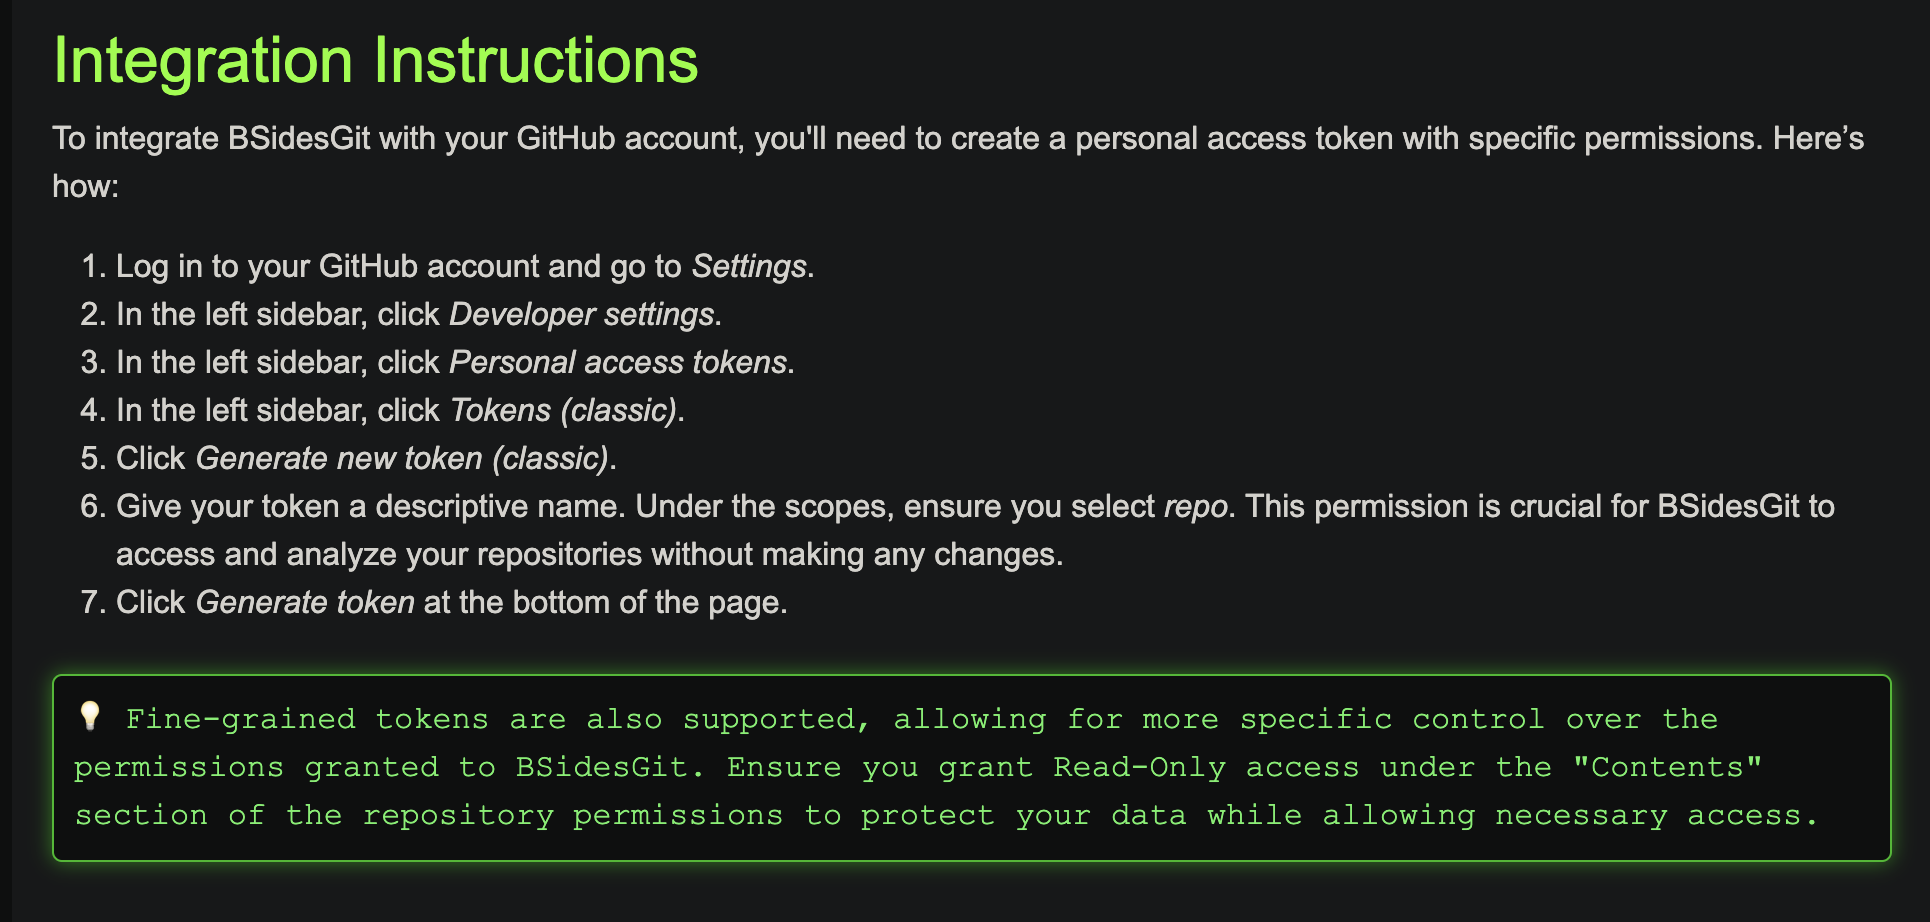 Integration Instructions
To integrate BSidesGit with your GitHub account, you'll need to create a personal access token with specific permissions. Here’s
how:
1. Log in to your GitHub account and go to Settings.
2. In the left sidebar, click Developer settings.
3. In the left sidebar, click Personal access tokens.
4. In the left sidebar, click Tokens (classic).
5. Click Generate new token (classic).
6. Give your token a descriptive name. Under the scopes, ensure you select repo. This permission is crucial for BSidesGit to
access and analyze your repositories without making any changes.
7. Click Generate token at the bottom of the page.
💡 Fine-grained tokens are also supported, allowing for more specific control over the
permissions granted to BSidesGit. Ensure you grant Read-Only access under the "Contents"
section of the repository permissions to protect your data while allowing necessary access.